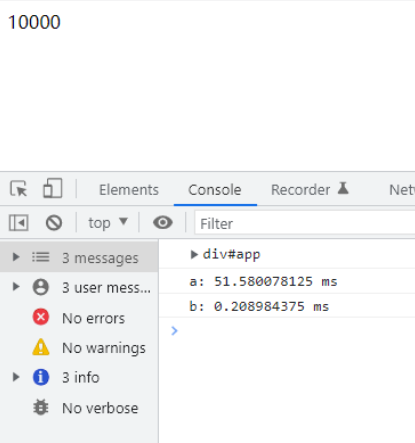 10000
Elements Console Recorder Net
top Filter
3 messages
3 user mess...
No errors
No warnings
3 info
No verbose
div#app
a: 51.580078125 ms
b: 0.208984375 ms